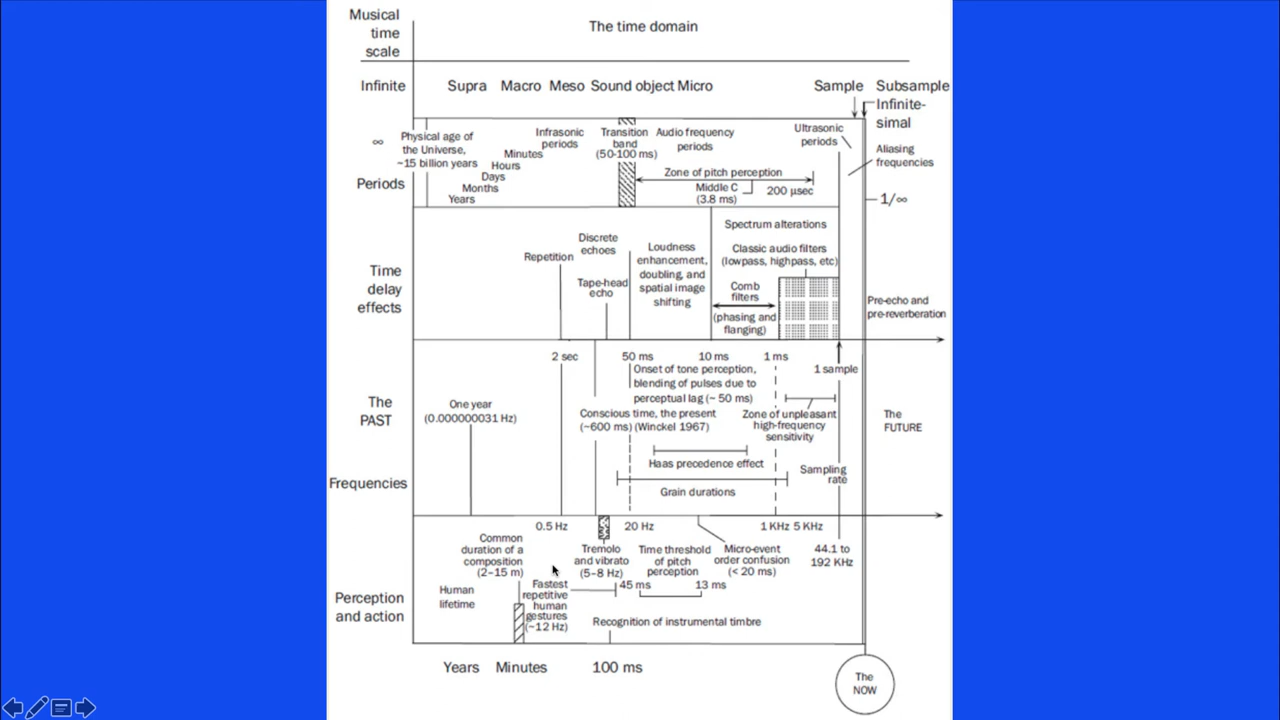 Musical
time
scale
The time domain
Infinite
Supra
Macro
Meso
Sound object
Micro
Sample
Subsample
Infinite-
simal
∞
Physical age of
the Universe,
~15 billion years
Infrasonic
periods
Minutes
Hours
Days
Months
Years
Transition
band
(50-100 ms)
Audio frequency
periods
Ultrasonic
periods
Aliasing
frequencies
Periods
Zone of pitch perception
Middle C
(3.8 ms)
200 µsec
1/∞
Time
delay
effects
Repetition
Discrete
echoes
Tape-head
echo
Loudness
enhancement,
doubling, and
spatial image
shifting
Spectrum alterations
Classic audio filters
(lowpass, highpass, etc)
Comb
filters
(phasing and
flanging)
Pre-echo and
pre-reverberation
2 sec
50 ms
10 ms
1 ms
1 sample
Onset of tone perception,
blending of pulses due to
perceptual lag (~ 50 ms)
The
PAST
One year
(0.000000031 Hz)
Conscious time, the present
(~600 ms) (Winckel 1967)
Zone of unpleasant
high-frequency
sensitivity
The
FUTURE
Haas precedence effect
Sampling
rate
Frequencies
Grain durations
0.5 Hz
20 Hz
1 KHz 5 KHz
Common
duration of a
composition
(2–15 m)
Tremolo
and vibrato
(5–8 Hz)
Time threshold
of pitch
perception
Micro-event
order confusion
(< 20 ms)
44.1 to
192 KHz
Perception
and action
Human
lifetime
Fastest
repetitive
human
gestures
(~12 Hz)
45 ms
13 ms
Recognition of instrumental timbre
Years
Minutes
100 ms
The
NOW